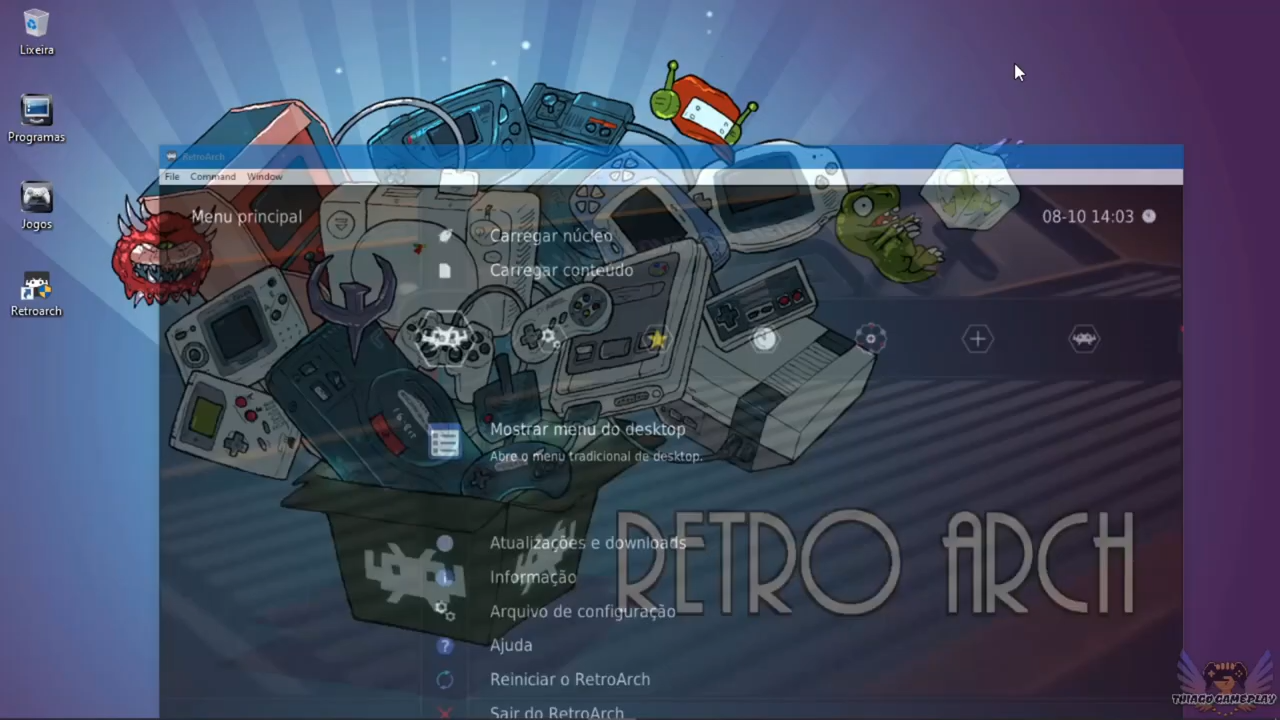 Lixeira
Programas
Jogos
Retroarch
RetroArch
File Command Window
Menu principal
08-10 14:03
Carregar núcleo
Carregar conteúdo
Mostrar menu do desktop
Abre o menu tradicional de desktop.
Atualizações e downloads
Informação
Arquivo de configuração
Ajuda
Reiniciar o RetroArch
Sair do RetroArch
RETRO ARCH
THIAGO GAMEPLAY